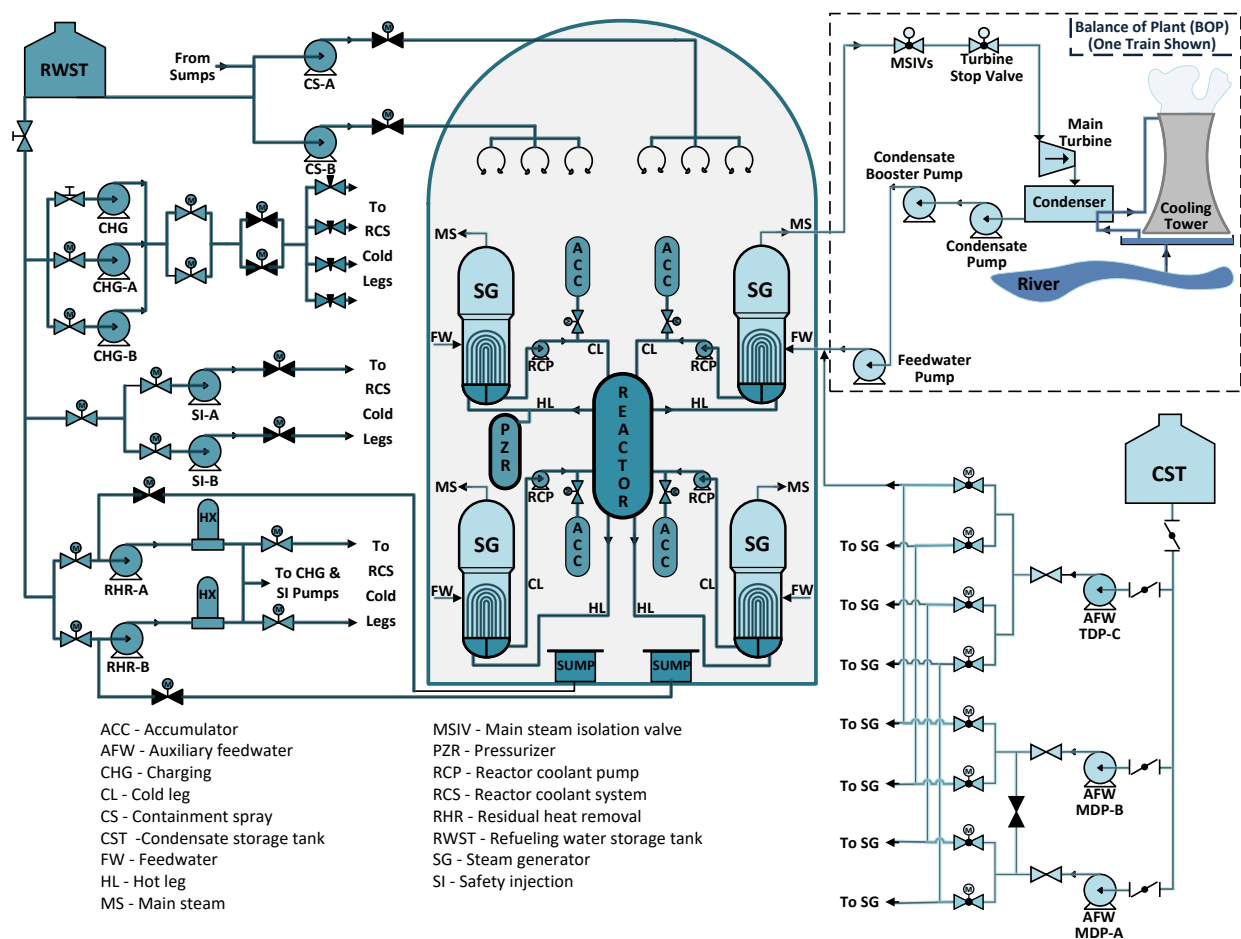 RWST
From
Sumps
M
CS-A
M
CS-B
Balance of Plant (BOP)
(One Train Shown)
MSIVs
Turbine
Stop Valve
Main
Turbine
Condensate
Booster Pump
Condenser
Condensate
Pump
Cooling
Tower
River
Feedwater
Pump
CHG
M
CHG-A
M
CHG-B
M
M
M
M
To
RCS
Cold
Legs
M
M
SI-A
M
M
SI-B
M
To
RCS
Cold
Legs
M
M
RHR-A
HX
M
M
RHR-B
HX
M
M
To CHG &
SI Pumps
To
RCS
Cold
Legs
MS
SG
FW
RCP
ACC
CL
HL
PZR
REACTOR
ACC
CL
RCP
HL
SG
MS
MS
SG
FW
RCP
ACC
CL
HL
ACC
RCP
CL
HL
SG
MS
FW
SUMP
SUMP
CST
M
M
To SG
M
To SG
M
To SG
AFW
TDP-C
M
To SG
M
To SG
AFW
MDP-B
M
To SG
M
To SG
AFW
MDP-A
ACC - Accumulator
AFW - Auxiliary feedwater
CHG - Charging
CL - Cold leg
CS - Containment spray
CST -Condensate storage tank
FW - Feedwater
HL - Hot leg
MS - Main steam
MSIV - Main steam isolation valve
PZR - Pressurizer
RCP - Reactor coolant pump
RCS - Reactor coolant system
RHR - Residual heat removal
RWST - Refueling water storage tank
SG - Steam generator
SI - Safety injection